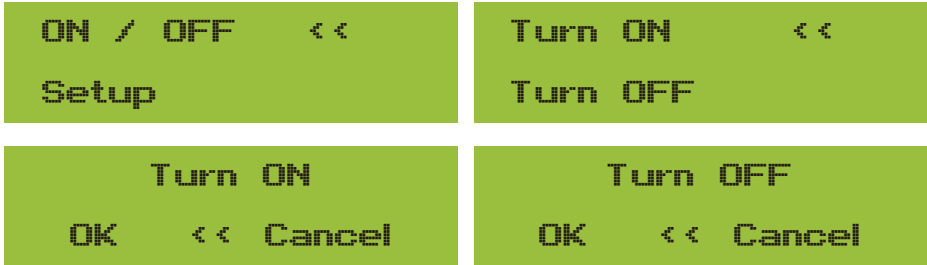 ON / OFF <<
Setup
Turn ON <<
Turn OFF
Turn ON
OK << Cancel
Turn OFF
OK << Cancel